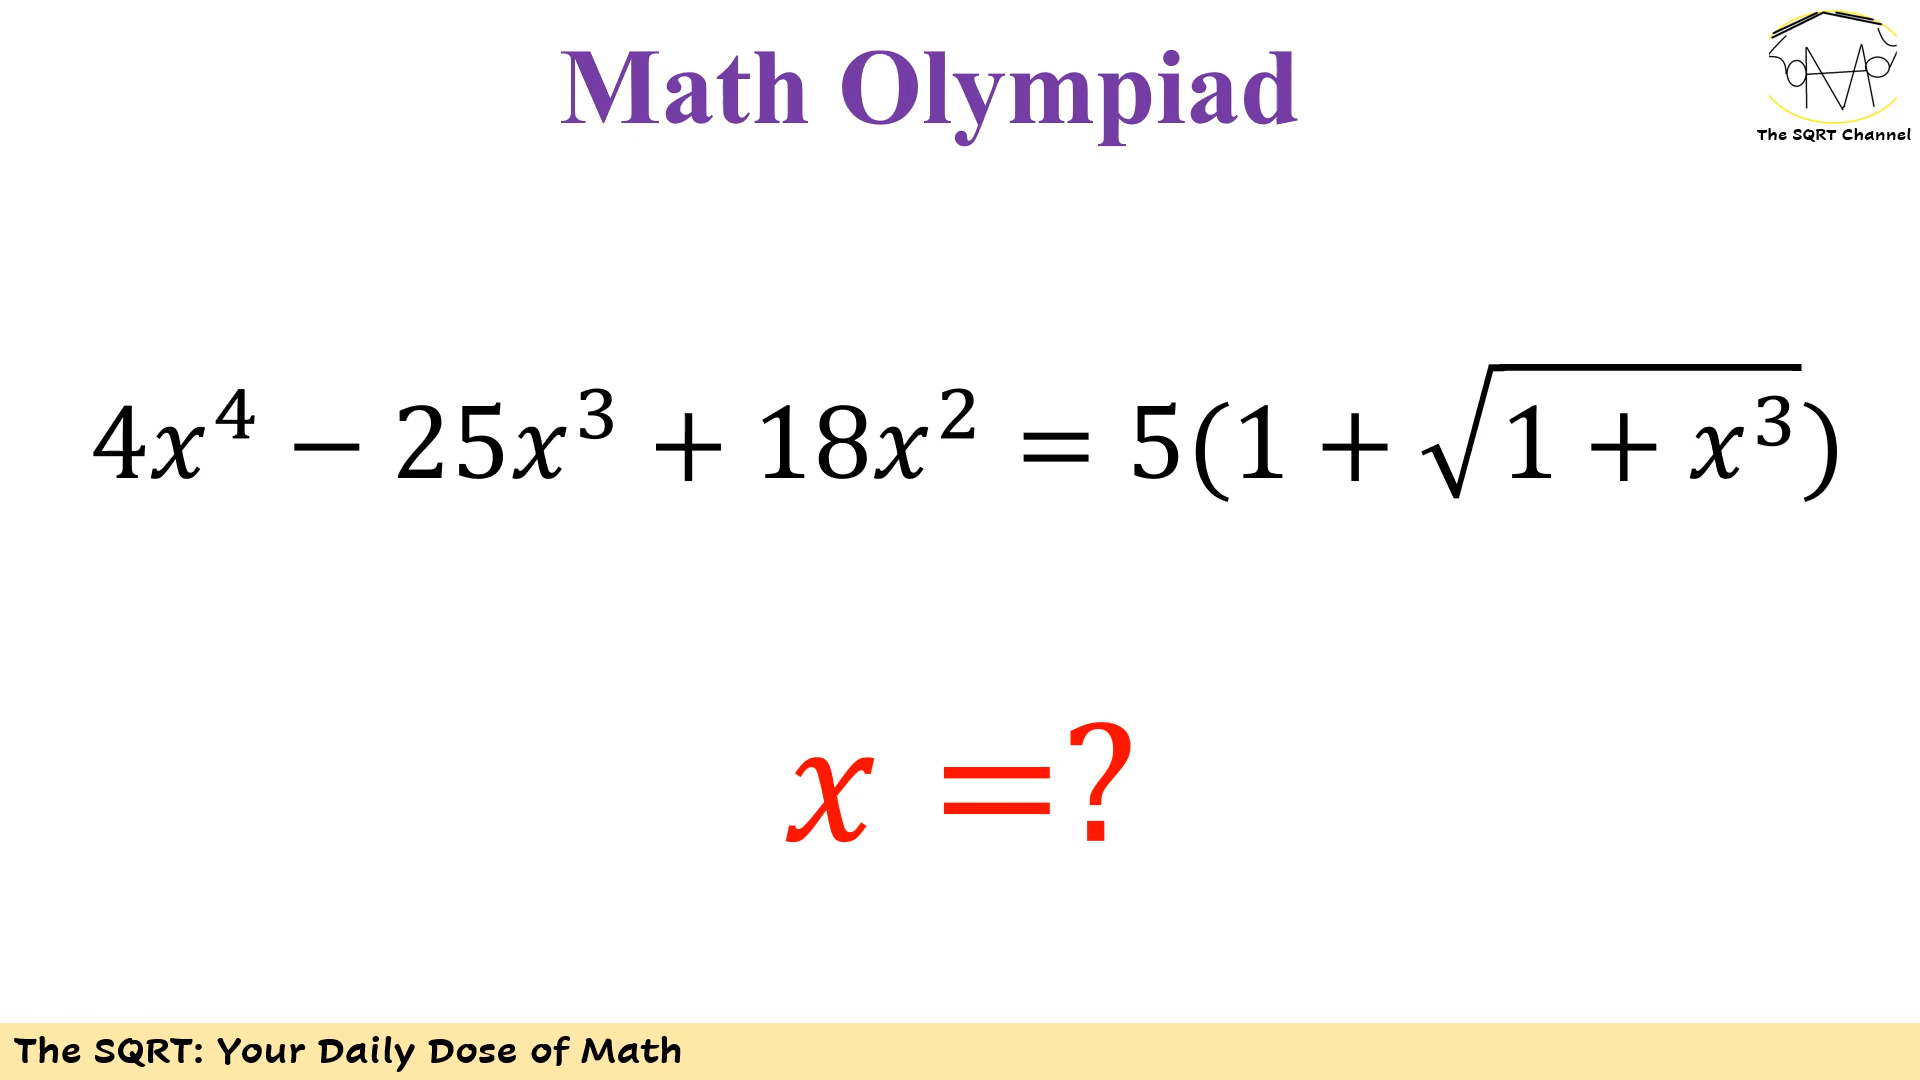 Math Olympiad
The SQRT Channel
4x⁴ − 25x³ + 18x² = 5(1 + √(1 + x³))
x =?
The SQRT: Your Daily Dose of Math